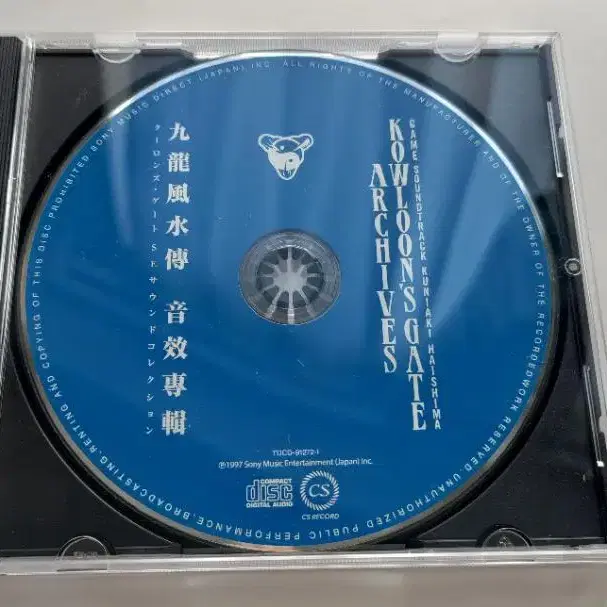 九龍風水傳 音效專輯
クーロンズ・ゲート SEサウンドコレクション
GAME SOUNDTRACK KUNIAKI HAISHIMA
KOWLOON'S GATE
ARCHIVES
YDCD-91272-1
℗1997 Sony Music Entertainment (Japan) Inc.
COMPACT
disc
DIGITAL AUDIO
CS
CS RECORD
SONY MUSIC DIRECT (JAPAN) INC. ALL RIGHTS OF THE MANUFACTURER AND OF THE OWNER OF THE RECORDED WORK RESERVED. UNAUTHORIZED PUBLIC PERFORMANCE, BROADCASTING, RENTING AND COPYING OF THIS DISC PROHIBITED